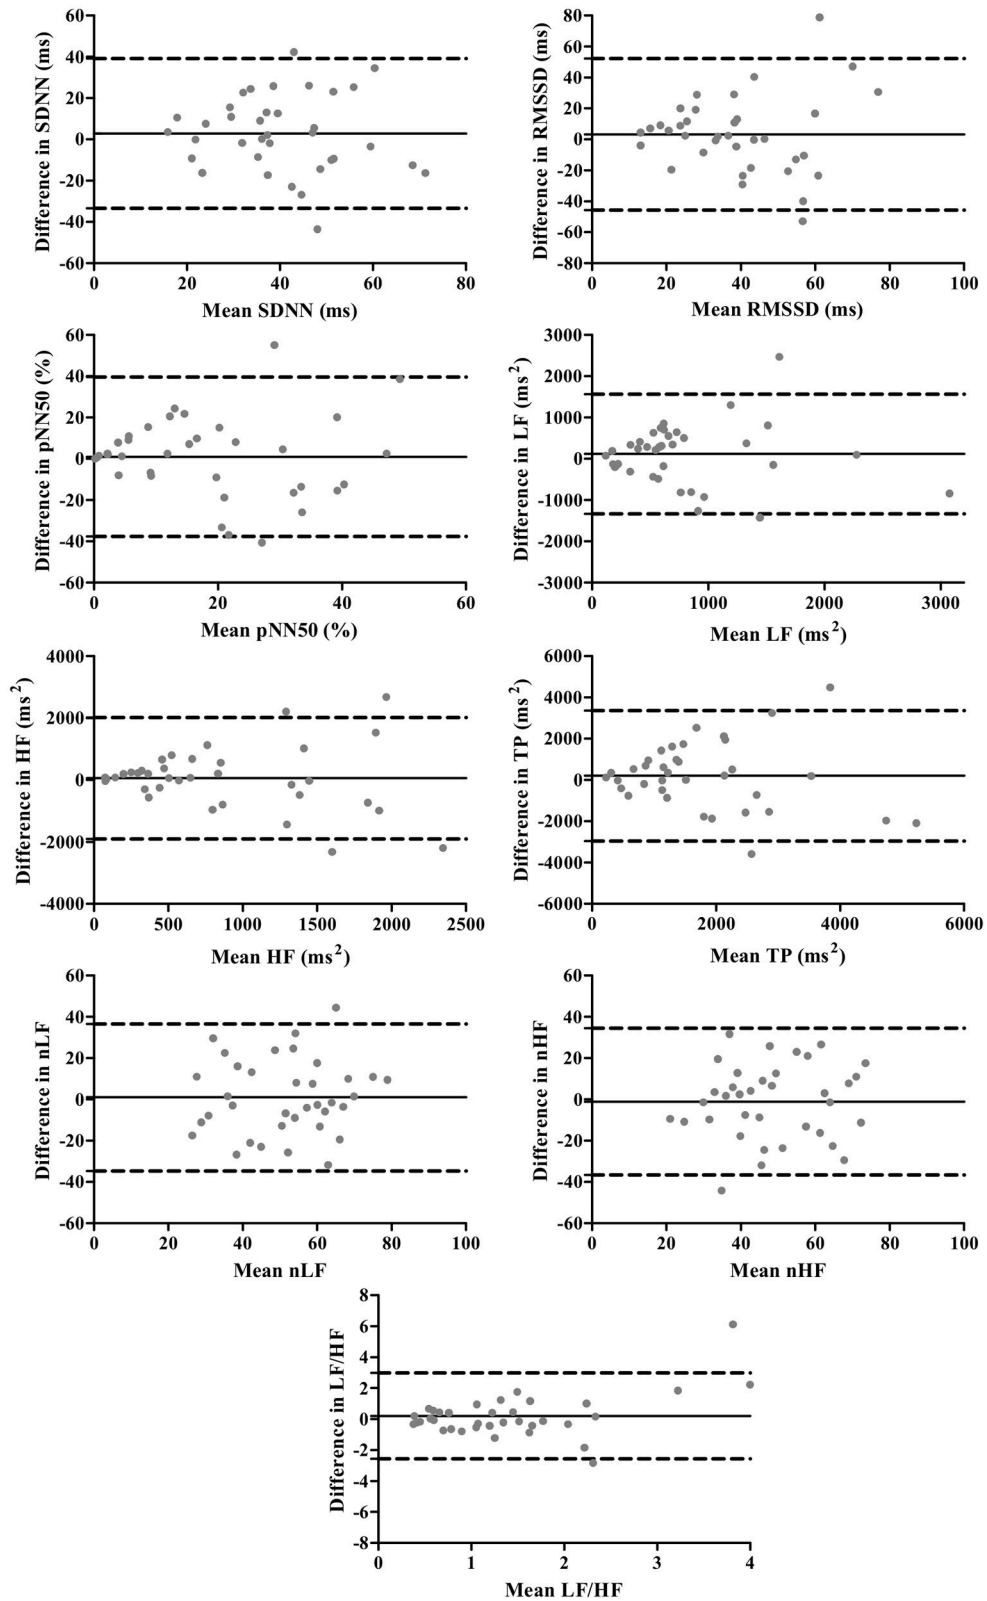 Difference in SDNN (ms)
60
40
20
0
-20
-40
-60
0 20 40 60 80
Mean SDNN (ms)
Difference in RMSSD (ms)
80
60
40
20
0
-20
-40
-60
-80
0 20 40 60 80 100
Mean RMSSD (ms)
Difference in pNN50 (%)
60
40
20
0
-20
-40
-60
0 20 40 60
Mean pNN50 (%)
Difference in LF (ms²)
3000
2000
1000
0
-1000
-2000
-3000
0 1000 2000 3000
Mean LF (ms²)
Difference in HF (ms²)
4000
2000
0
-2000
-4000
0 500 1000 1500 2000 2500
Mean HF (ms²)
Difference in TP (ms²)
6000
4000
2000
0
-2000
-4000
-6000
0 2000 4000 6000
Mean TP (ms²)
Difference in nLF
60
40
20
0
-20
-40
-60
0 20 40 60 80 100
Mean nLF
Difference in nHF
60
40
20
0
-20
-40
-60
0 20 40 60 80 100
Mean nHF
Difference in LF/HF
8
6
4
2
0
-2
-4
-6
-8
0 1 2 3 4
Mean LF/HF